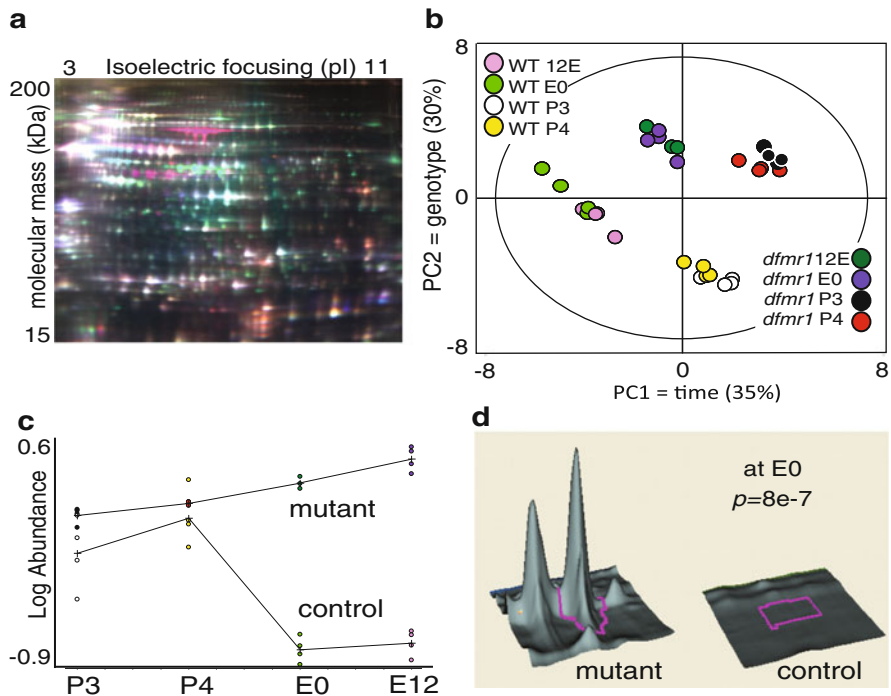 a
3 Isoelectric focusing (pI) 11
200
molecular mass (kDa)
15
b
8
WT 12E
WT E0
WT P3
WT P4
0
PC2 = genotype (30%)
dfmr112E
dfmr1 E0
dfmr1 P3
dfmr1 P4
-8
-8 0 8
PC1 = time (35%)
c
0.6
Log Abundance
mutant
control
-0.9
P3 P4 E0 E12
d
at E0
p=8e-7
mutant control